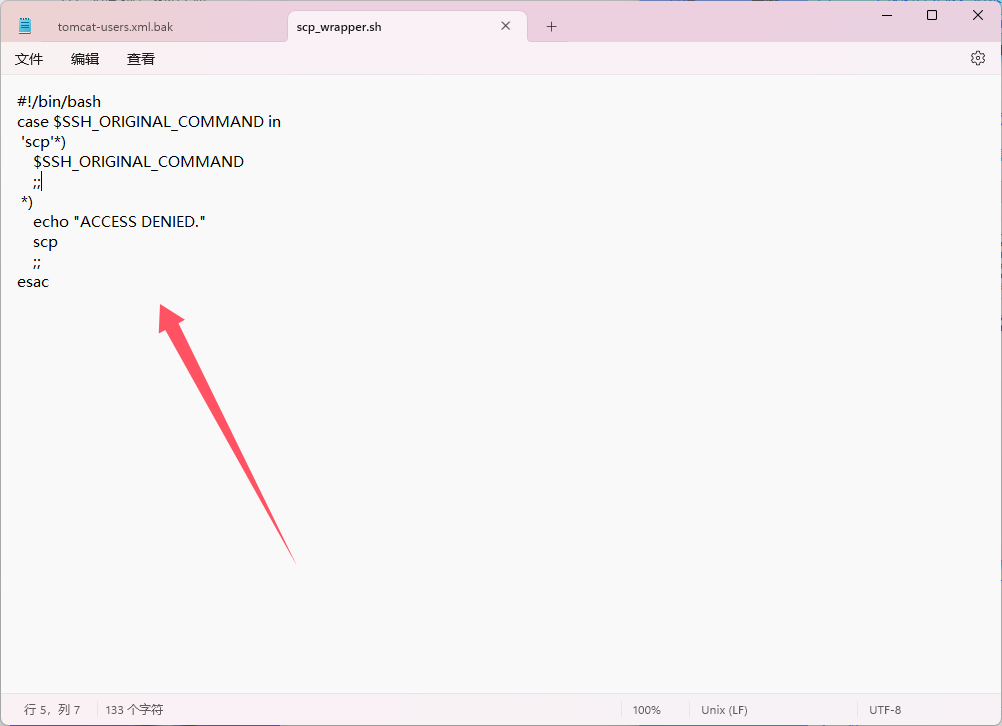 tomcat-users.xml.bak
scp_wrapper.sh
文件 编辑 查看
#!/bin/bash
case $SSH_ORIGINAL_COMMAND in
 'scp'*)
    $SSH_ORIGINAL_COMMAND
    ;;
 *)
    echo "ACCESS DENIED."
    scp
    ;;
esac
行 5，列 7 133 个字符 100% Unix (LF) UTF-8